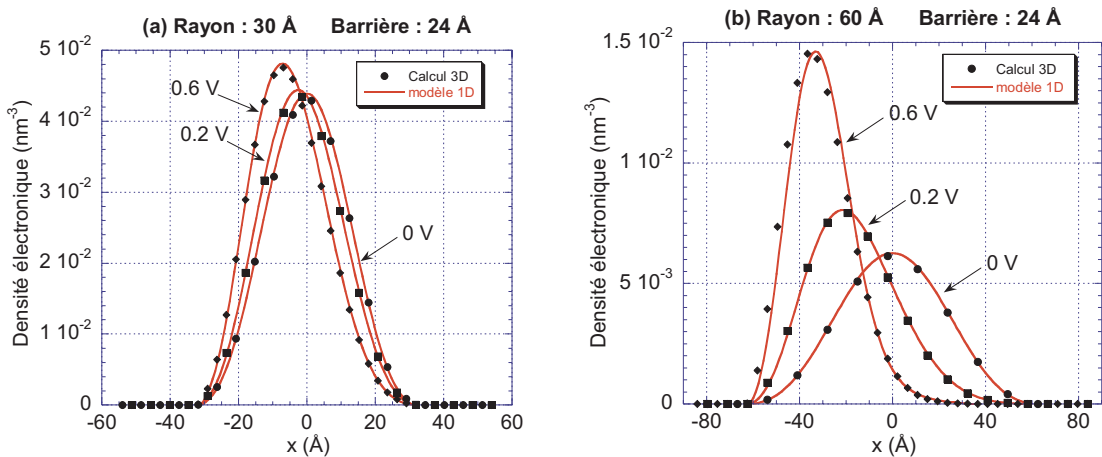 (a) Rayon : 30 Å Barrière : 24 Å
Densité électronique (nm⁻³)
5 10⁻²
4 10⁻²
3 10⁻²
2 10⁻²
1 10⁻²
0
-60 -40 -20 0 20 40 60
x (Å)
Calcul 3D
modèle 1D
0.6 V
0.2 V
0 V
(b) Rayon : 60 Å Barrière : 24 Å
Densité électronique (nm⁻³)
1.5 10⁻²
1 10⁻²
5 10⁻³
0
-80 -40 0 40 80
x (Å)
Calcul 3D
modèle 1D
0.6 V
0.2 V
0 V